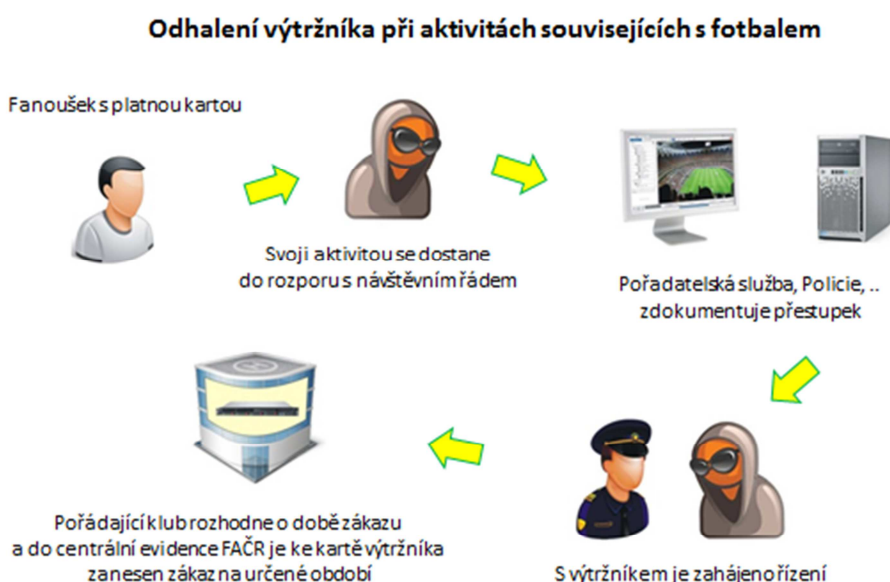 Odhalení výtržníka při aktivitách souvisejících s fotbalem
Fanoušek s platnou kartou
Svoji aktivitou se dostane
do rozporu s návštěvním řádem
Pořadatelská služba, Policie, ..
zdokumentuje přestupek
S výtržníkem je zahájeno řízení
Pořádající klub rozhodne o době zákazu
a do centrální evidence FAČR je ke kartě výtržníka
zanesen zákaz na určené období